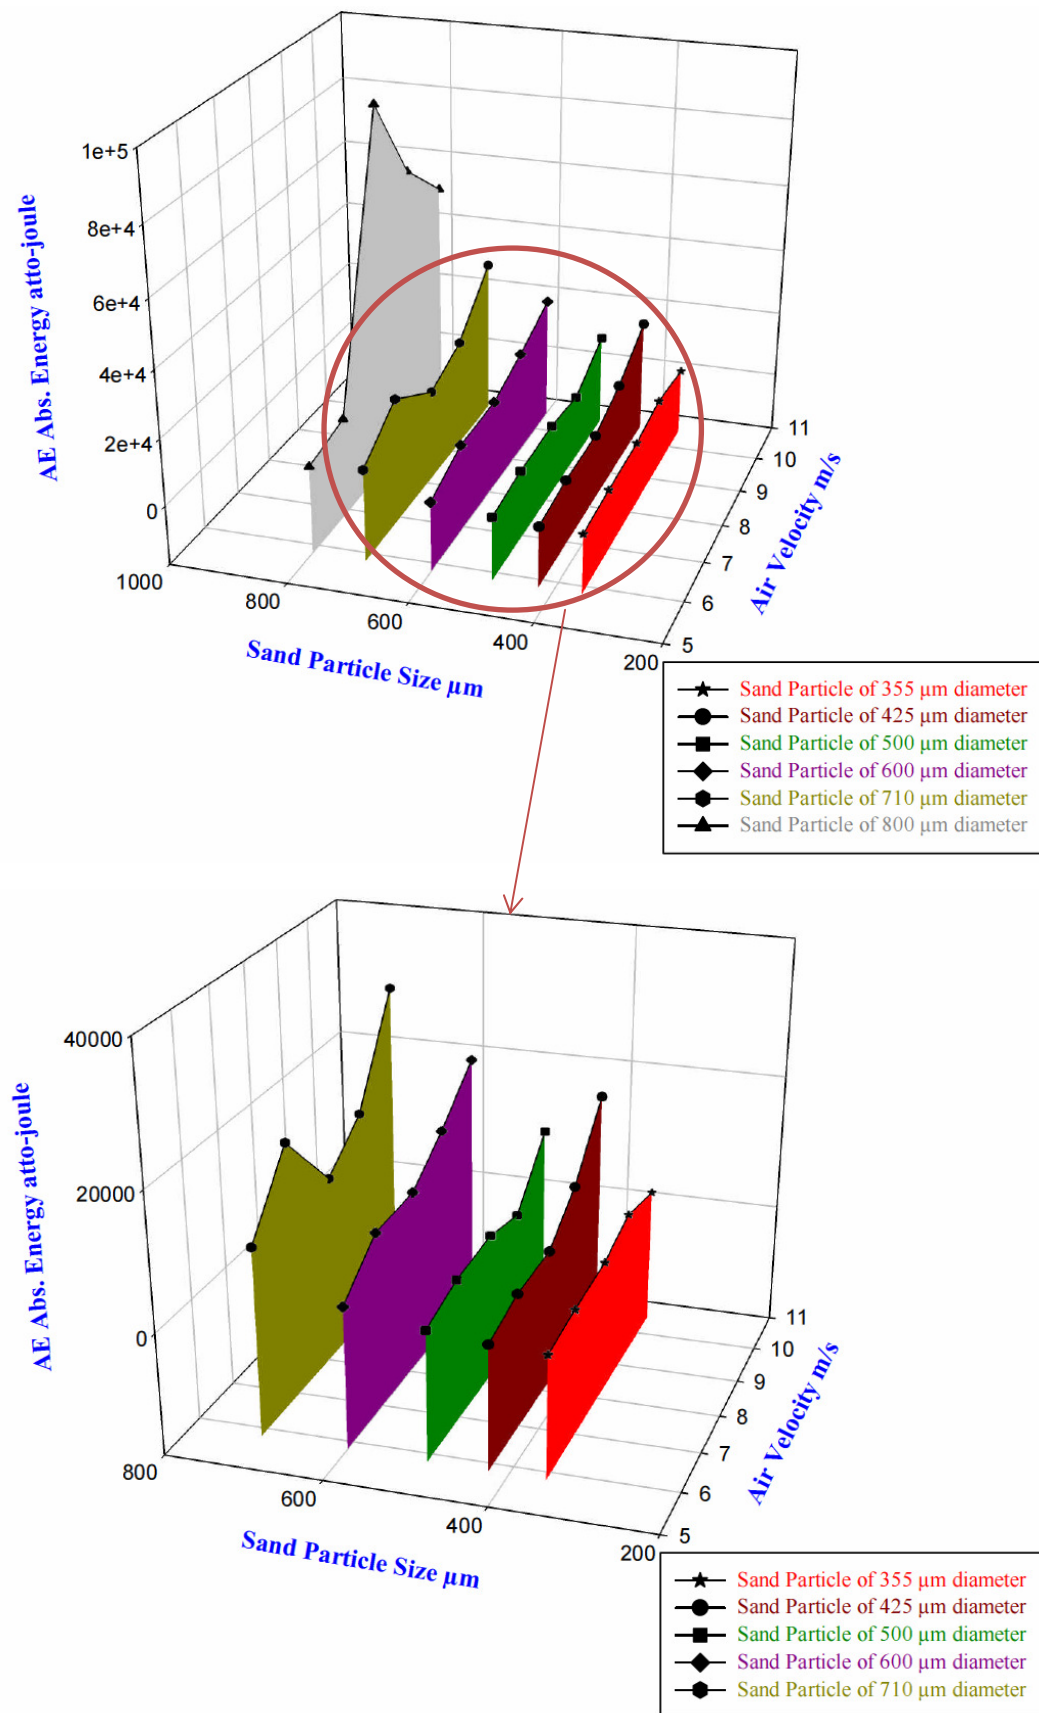 1e+5
8e+4
6e+4
4e+4
2e+4
0
AE Abs. Energy atto-joule
1000
800
600
400
200
Sand Particle Size µm
11
10
9
8
7
6
5
Air Velocity m/s
Sand Particle of 355 µm diameter
Sand Particle of 425 µm diameter
Sand Particle of 500 µm diameter
Sand Particle of 600 µm diameter
Sand Particle of 710 µm diameter
Sand Particle of 800 µm diameter
40000
20000
0
AE Abs. Energy atto-joule
800
600
400
200
Sand Particle Size µm
11
10
9
8
7
6
5
Air Velocity m/s
Sand Particle of 355 µm diameter
Sand Particle of 425 µm diameter
Sand Particle of 500 µm diameter
Sand Particle of 600 µm diameter
Sand Particle of 710 µm diameter